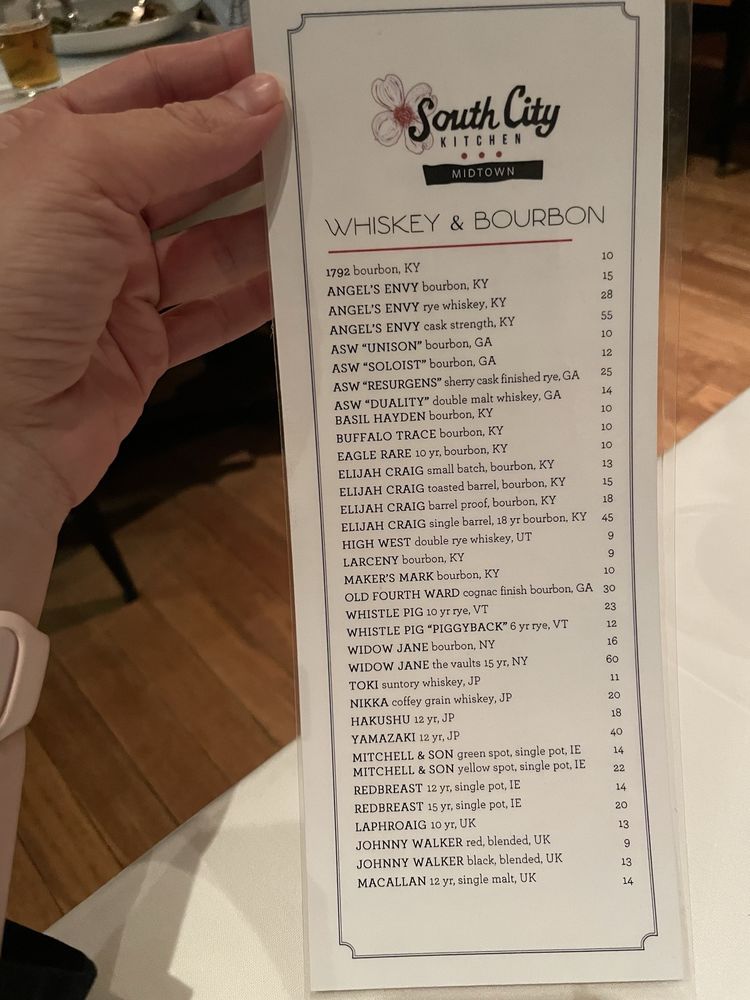 South City
KITCHEN
MIDTOWN
WHISKEY & BOURBON
1792 bourbon, KY 10
ANGEL'S ENVY bourbon, KY 15
ANGEL'S ENVY rye whiskey, KY 28
ANGEL'S ENVY cask strength, KY 55
ASW “UNISON” bourbon, GA 10
ASW “SOLOIST” bourbon, GA 12
ASW “RESURGENS” sherry cask finished rye, GA 25
ASW “DUALITY” double malt whiskey, GA 14
BASIL HAYDEN bourbon, KY 10
BUFFALO TRACE bourbon, KY 10
EAGLE RARE 10 yr, bourbon, KY 10
ELIJAH CRAIG small batch, bourbon, KY 13
ELIJAH CRAIG toasted barrel, bourbon, KY 15
ELIJAH CRAIG barrel proof, bourbon, KY 18
ELIJAH CRAIG single barrel, 18 yr bourbon, KY 45
HIGH WEST double rye whiskey, UT 9
LARCENY bourbon, KY 9
MAKER'S MARK bourbon, KY 10
OLD FOURTH WARD cognac finish bourbon, GA 30
WHISTLE PIG 10 yr rye, VT 23
WHISTLE PIG “PIGGYBACK” 6 yr rye, VT 12
WIDOW JANE bourbon, NY 16
WIDOW JANE the vaults 15 yr, NY 60
TOKI suntory whiskey, JP 11
NIKKA coffey grain whiskey, JP 20
HAKUSHU 12 yr, JP 18
YAMAZAKI 12 yr, JP 40
MITCHELL & SON green spot, single pot, IE 14
MITCHELL & SON yellow spot, single pot, IE 22
REDBREAST 12 yr, single pot, IE 14
REDBREAST 15 yr, single pot, IE 20
LAPHROAIG 10 yr, UK 13
JOHNNY WALKER red, blended, UK 9
JOHNNY WALKER black, blended, UK 13
MACALLAN 12 yr, single malt, UK 14